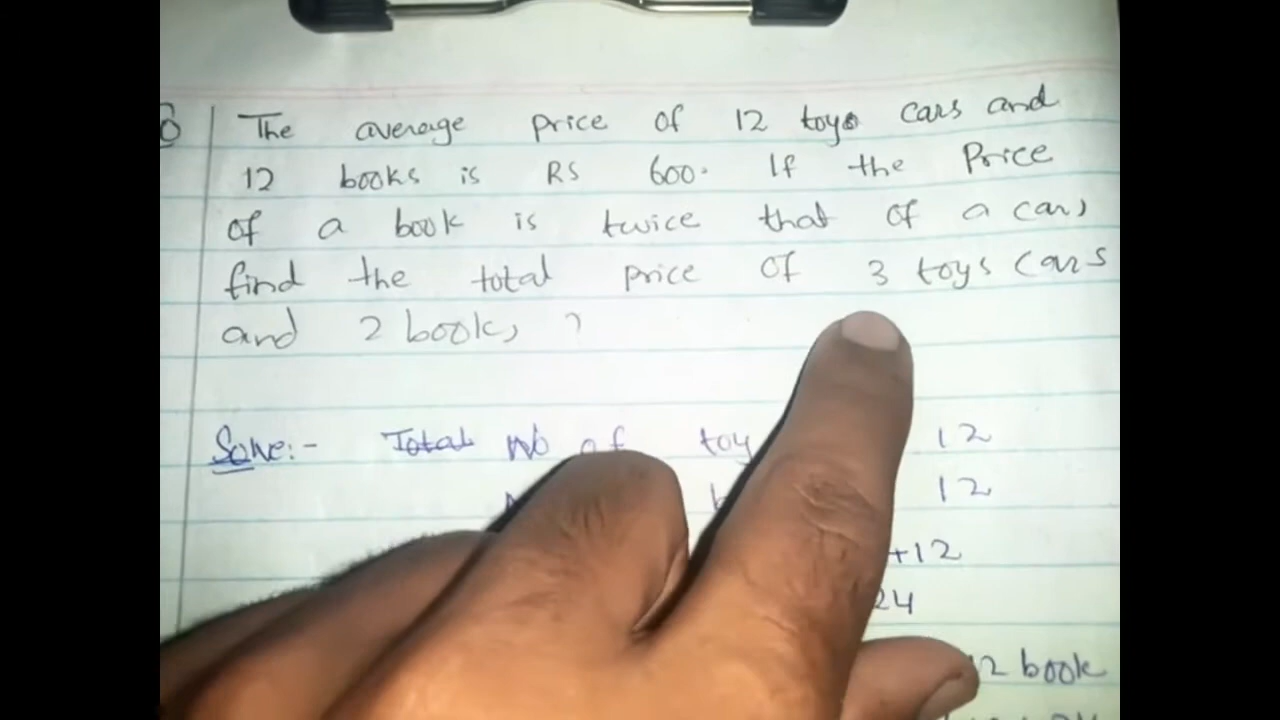 The average price of 12 toys cars and
12 books is RS 600. If the Price
of a book is twice that of a car,
find the total price of 3 toys cars
and 2 books ?
Solve:- Total No of toy 12
12
+12
24
12 book